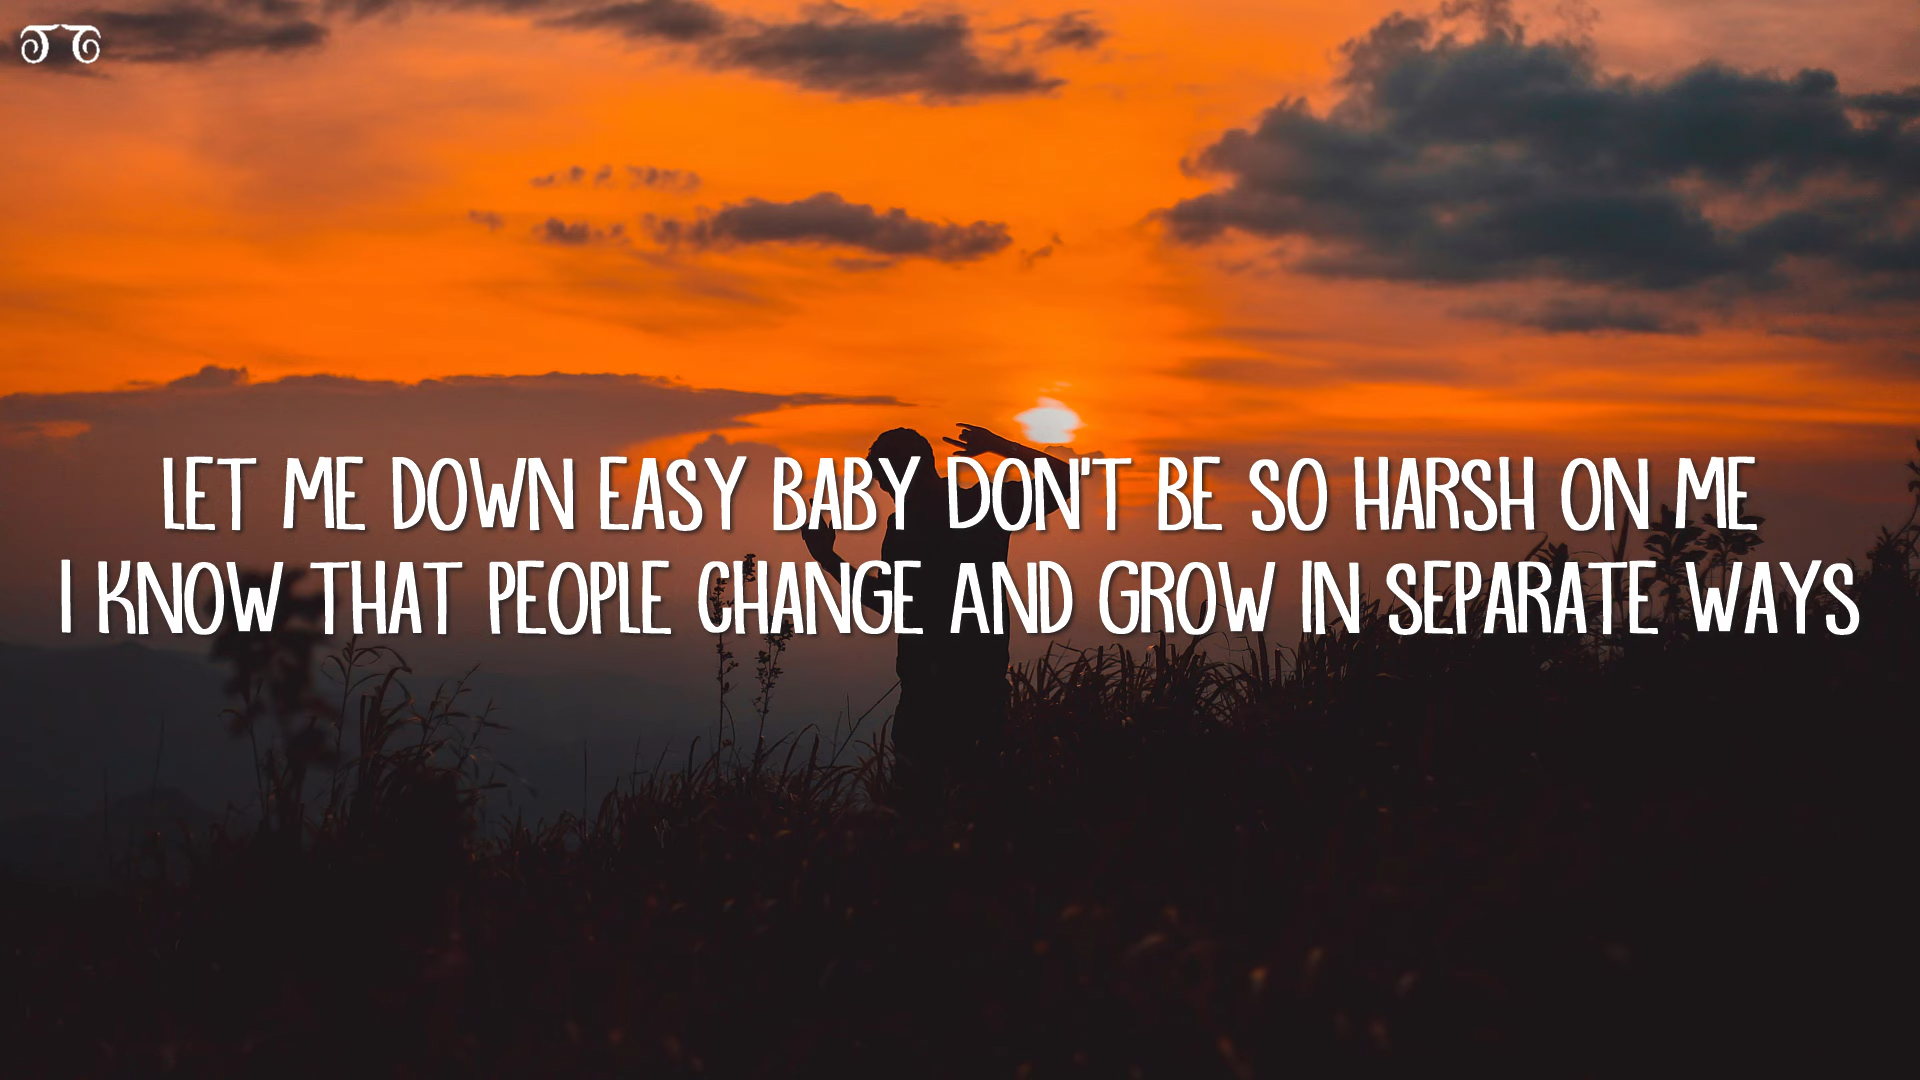 LET ME DOWN EASY BABY DON'T BE SO HARSH ON ME
I KNOW THAT PEOPLE CHANGE AND GROW IN SEPARATE WAYS